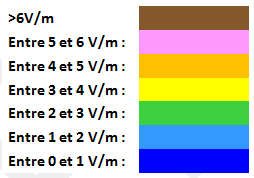 >6V/m
Entre 5 et 6 V/m :
Entre 4 et 5 V/m :
Entre 3 et 4 V/m :
Entre 2 et 3 V/m :
Entre 1 et 2 V/m :
Entre 0 et 1 V/m :